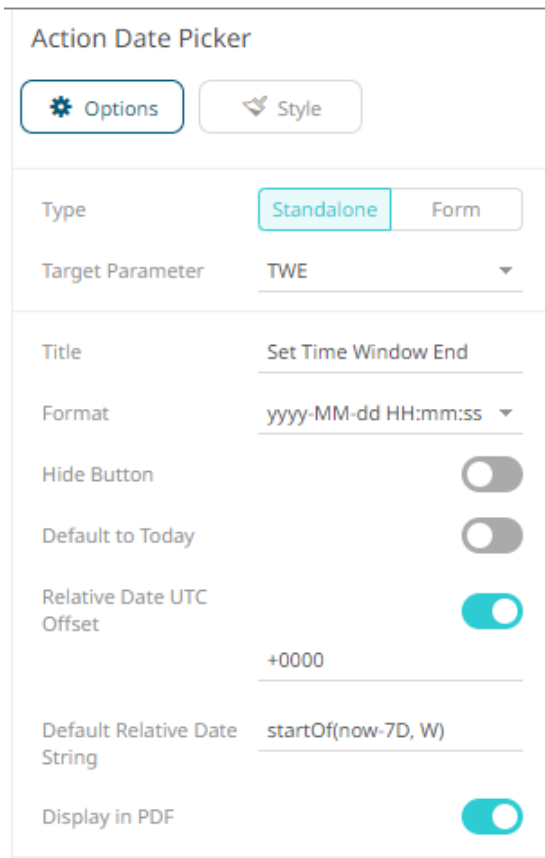 Action Date Picker
Options
Style
Type
Standalone
Form
Target Parameter
TWE
Title
Set Time Window End
Format
yyyy-MM-dd HH:mm:ss
Hide Button
Default to Today
Relative Date UTC
Offset
+0000
Default Relative Date
String
startOf(now-7D, W)
Display in PDF